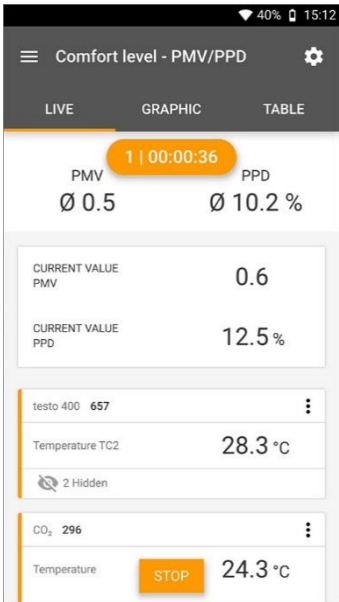 40% 15:12
Comfort level - PMV/PPD
LIVE GRAPHIC TABLE
1 | 00:00:36
PMV PPD
Ø 0.5 Ø 10.2 %
CURRENT VALUE
PMV 0.6
CURRENT VALUE
PPD 12.5 %
testo 400 657
Temperature TC2 28.3 °C
2 Hidden
CO₂ 296
Temperature STOP 24.3 °C